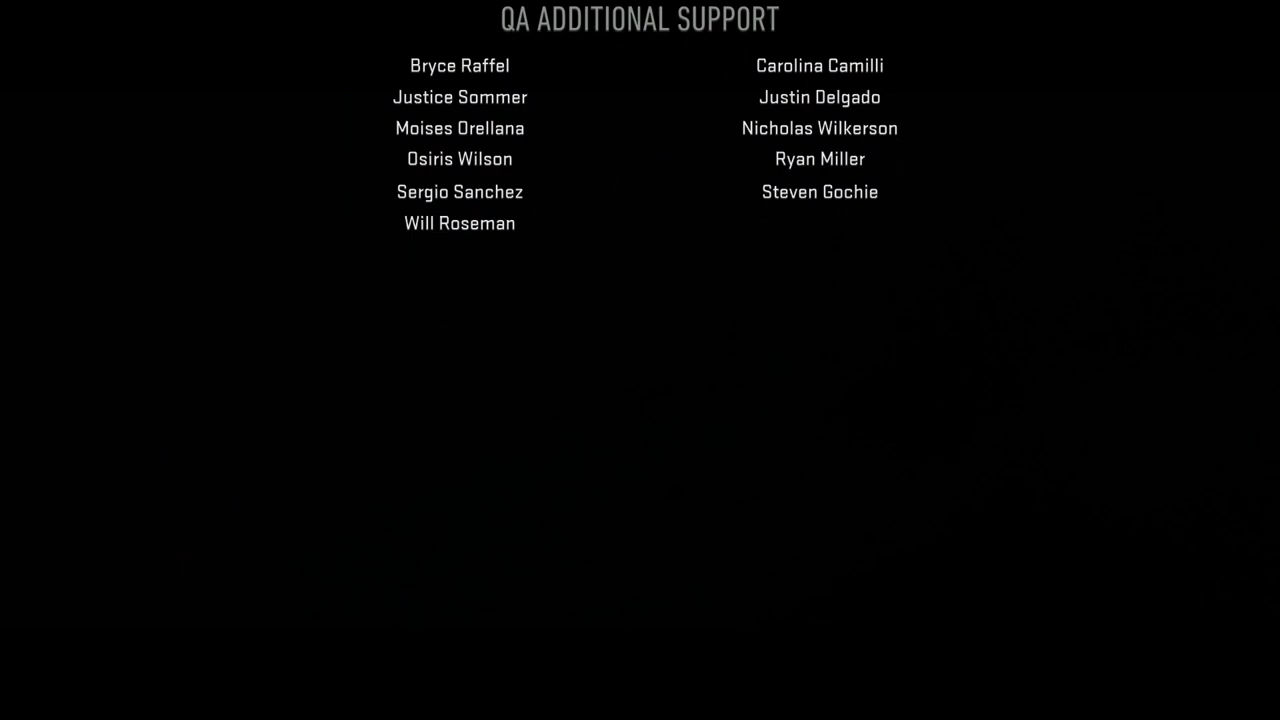 QA ADDITIONAL SUPPORT
Bryce Raffel Carolina Camilli
Justice Sommer Justin Delgado
Moises Orellana Nicholas Wilkerson
Osiris Wilson Ryan Miller
Sergio Sanchez Steven Gochie
Will Roseman